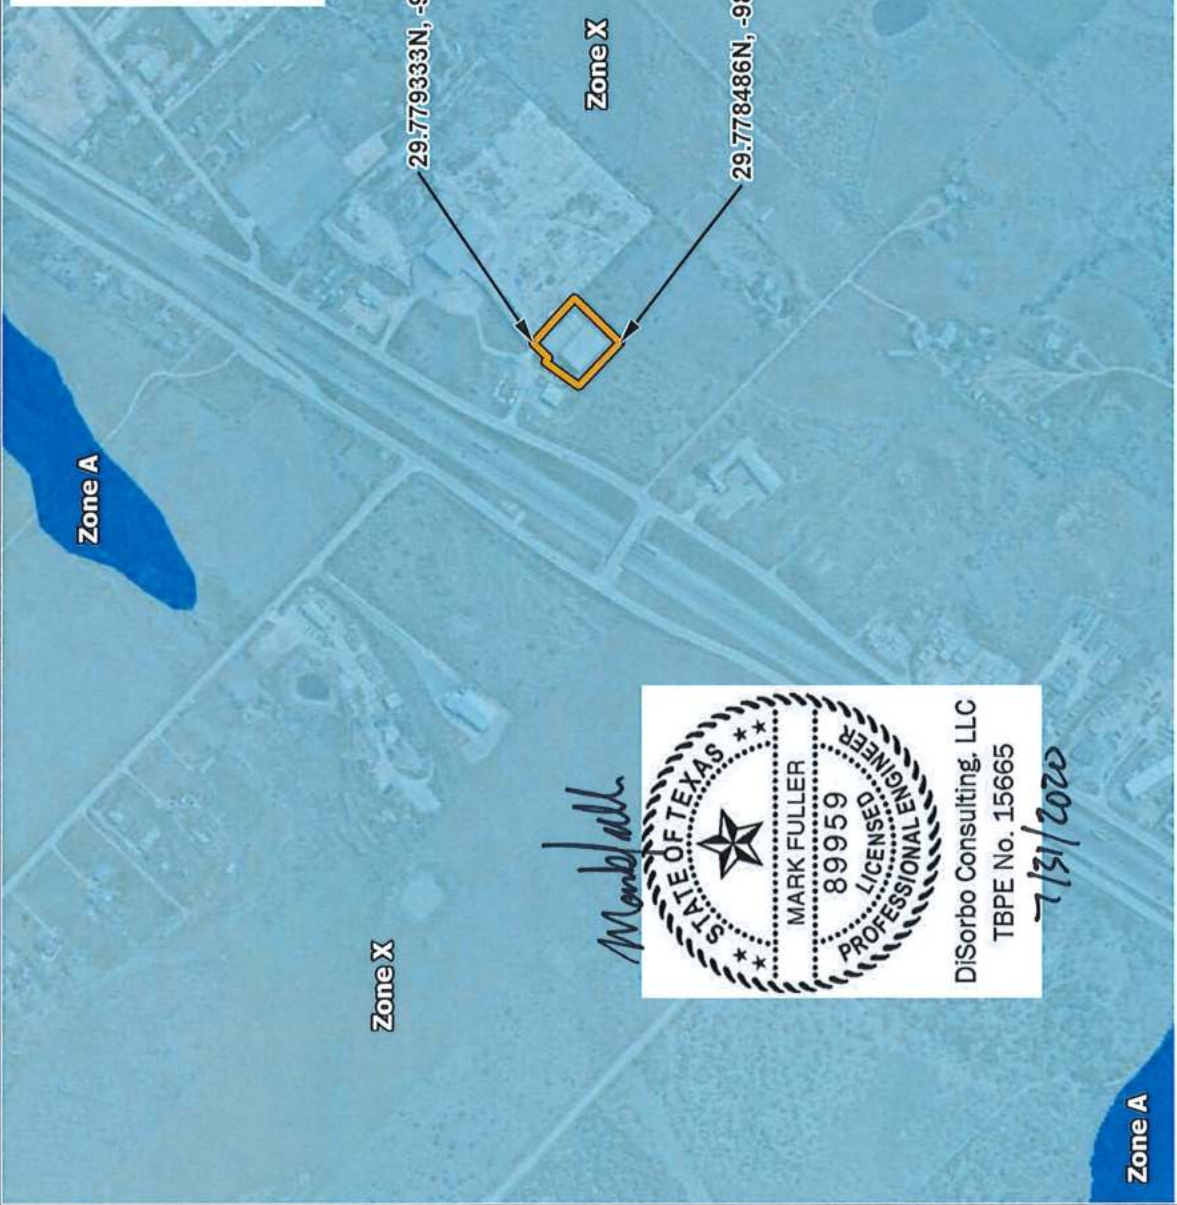 Zone A
29.779333N, -9
Zone X
29.778486N, -98
Zone X
Zone A
STATE OF TEXAS
MARK FULLER
89959
LICENSED
PROFESSIONAL ENGINEER
DiSorbo Consulting, LLC
TBPE No. 15665
7/31/2020